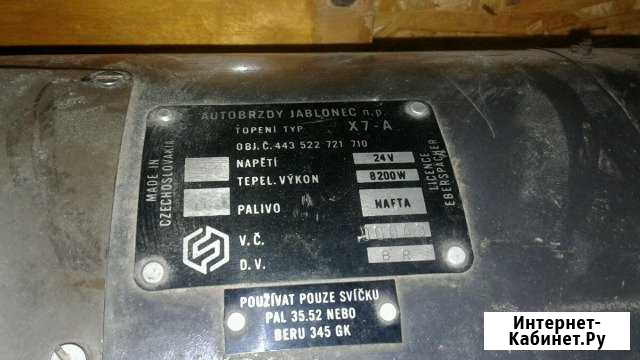 AUTOBRZDY JABLONEC n.p.
TOPENÍ TYP X7-A
OBJ.Č. 443 522 721 710
MADE IN
CZECHOSLOVAKIA
NAPĚTÍ 24V
TEPEL. VÝKON 8200W
PALIVO NAFTA
V.Č.
D.V. 88
LICENCE
EBERSPÄCHER
POUŽÍVAT POUZE SVÍČKU
PAL 35.52 NEBO
BERU 345 GK
Интернет-
Кабинет.Ру